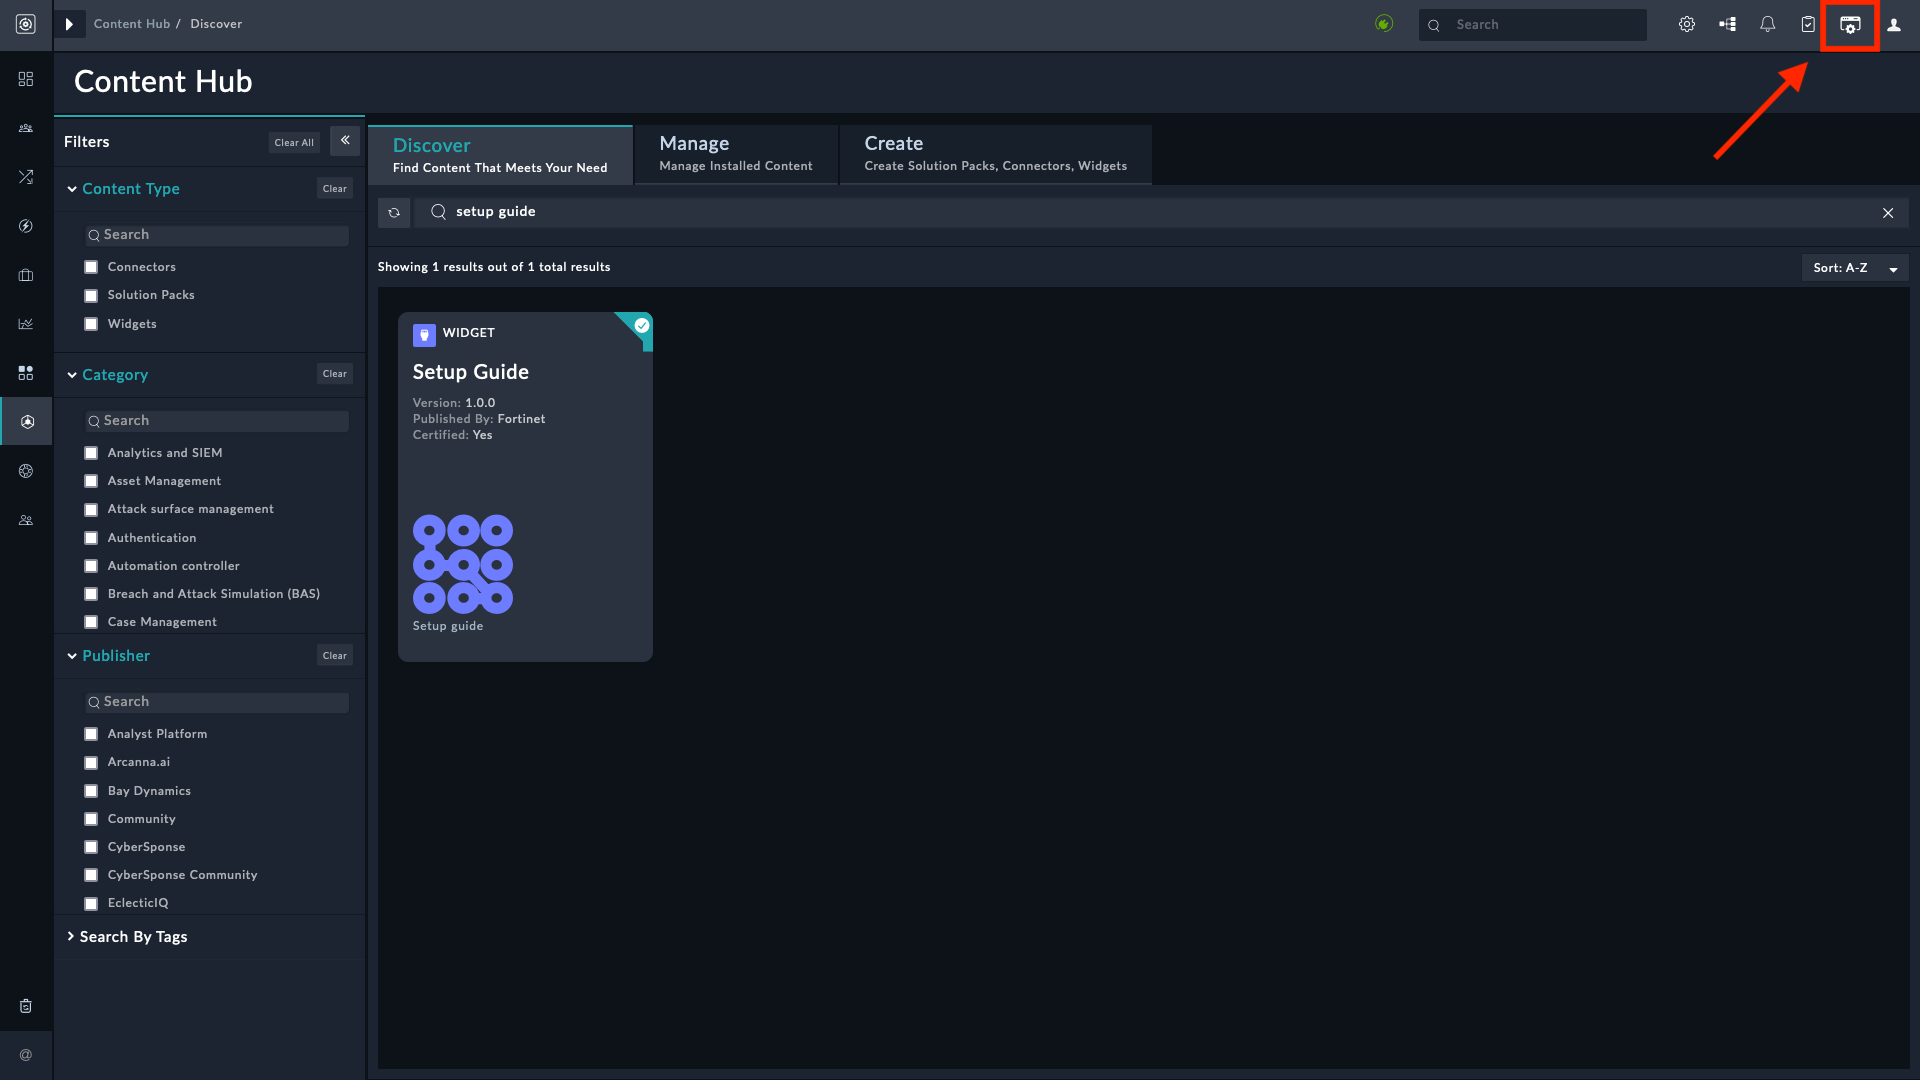 Content Hub / Discover
Search
Content Hub
Filters
Clear All
Content Type
Clear
Search
Connectors
Solution Packs
Widgets
Category
Clear
Search
Analytics and SIEM
Asset Management
Attack surface management
Authentication
Automation controller
Breach and Attack Simulation (BAS)
Case Management
Publisher
Clear
Search
Analyst Platform
Arcanna.ai
Bay Dynamics
Community
CyberSponse
CyberSponse Community
EclecticIQ
Search By Tags
@
Discover
Find Content That Meets Your Need
Manage
Manage Installed Content
Create
Create Solution Packs, Connectors, Widgets
setup guide
Showing 1 results out of 1 total results
Sort: A-Z
WIDGET
Setup Guide
Version: 1.0.0
Published By: Fortinet
Certified: Yes
Setup guide